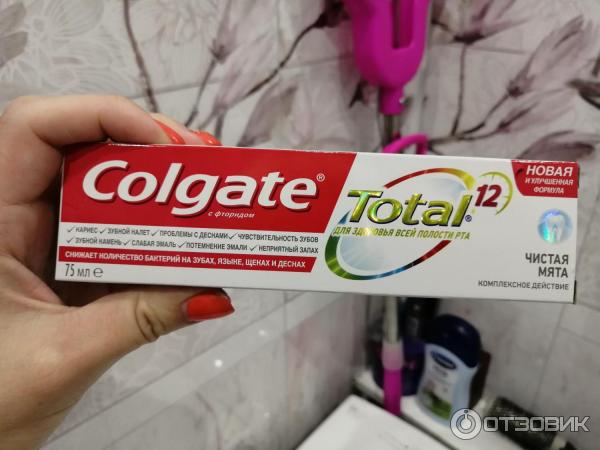 Colgate®
с фторидом
✓ КАРИЕС ✓ ЗУБНОЙ НАЛЕТ ✓ ПРОБЛЕМЫ С ДЕСНАМИ ✓ ЧУВСТВИТЕЛЬНОСТЬ ЗУБОВ
✓ ЗУБНОЙ КАМЕНЬ ✓ СЛАБАЯ ЭМАЛЬ ✓ ПОТЕМНЕНИЕ ЭМАЛИ ✓ НЕПРИЯТНЫЙ ЗАПАХ
СНИЖАЕТ КОЛИЧЕСТВО БАКТЕРИЙ НА ЗУБАХ, ЯЗЫКЕ, ЩЕКАХ И ДЕСНАХ
75 МЛ ℮
Total® 12
ДЛЯ ЗДОРОВЬЯ ВСЕЙ ПОЛОСТИ РТА
НОВАЯ
И УЛУЧШЕННАЯ
ФОРМУЛА
ЧИСТАЯ
МЯТА
КОМПЛЕКСНОЕ ДЕЙСТВИЕ
ОТЗОВИК